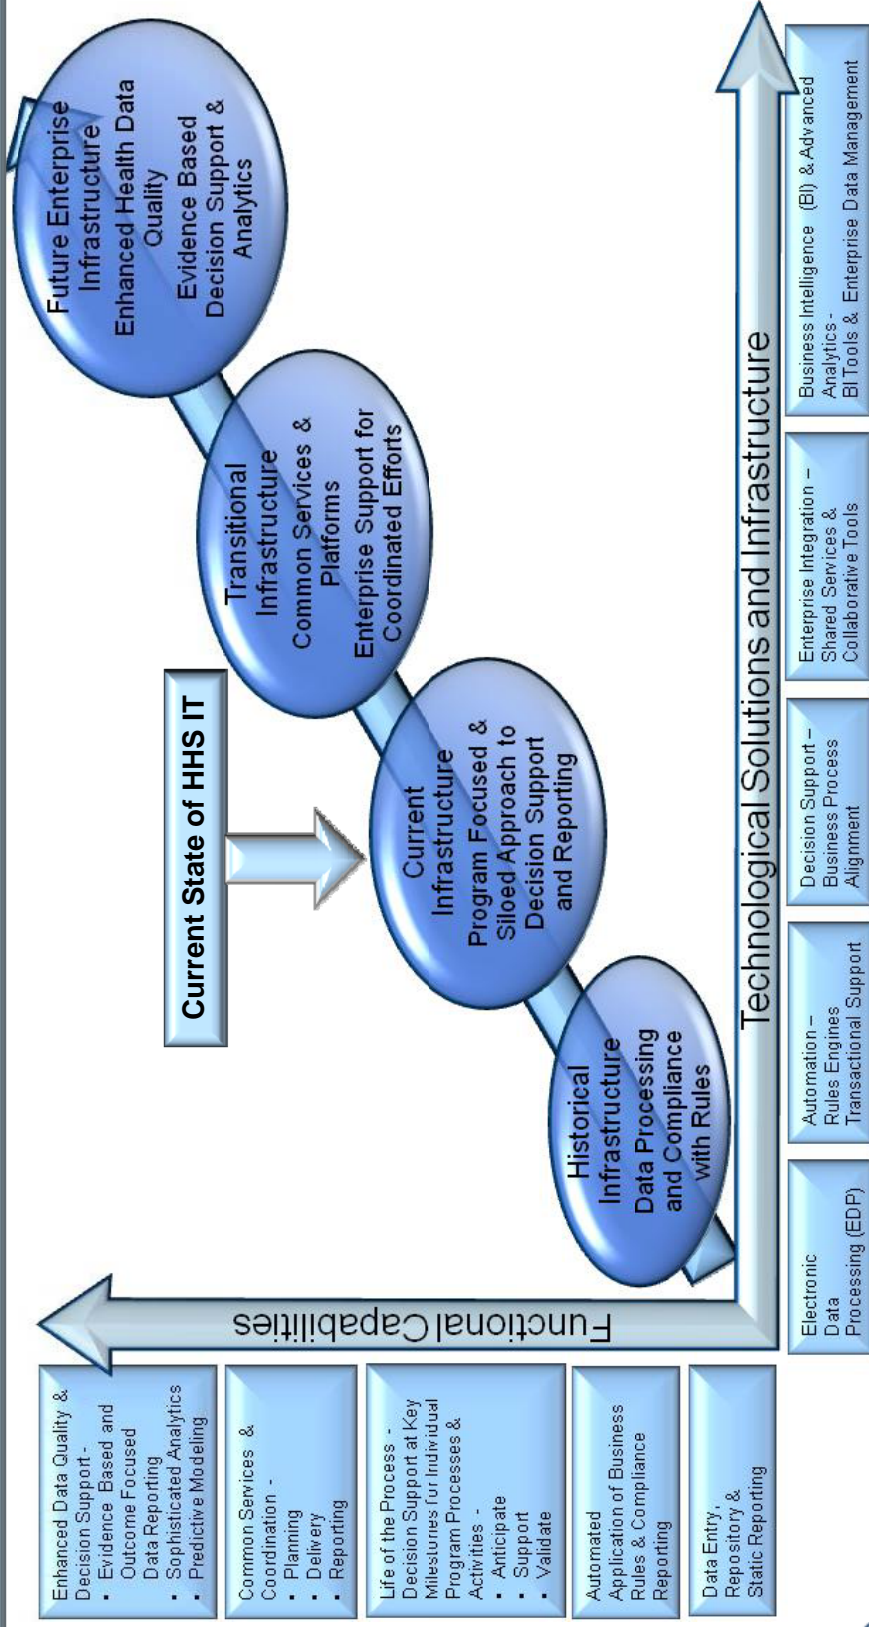 Current State of HHS IT
Future Enterprise
Infrastructure
Enhanced Health Data
Quality
Evidence Based
Decision Support &
Analytics
Transitional
Infrastructure
Common Services &
Platforms
Enterprise Support for
Coordinated Efforts
Current
Infrastructure
Program Focused &
Siloed Approach to
Decision Support
and Reporting
Historical
Infrastructure
Data Processing
and Compliance
with Rules
Functional Capabilities
Enhanced Data Quality &
Decision Support -
▪ Evidence Based and
Outcome Focused
Data Reporting
▪ Sophisticated Analytics
▪ Predictive Modeling
Common Services &
Coordination -
▪ Planning
▪ Delivery
▪ Reporting
Life of the Process -
Decision Support at Key
Milestones for Individual
Program Processes &
Activities -
▪ Anticipate
▪ Support
▪ Validate
Automated
Application of Business
Rules & Compliance
Reporting
Data Entry,
Repository &
Static Reporting
Technological Solutions and Infrastructure
Electronic
Data
Processing (EDP)
Automation –
Rules Engines
Transactional Support
Decision Support –
Business Process
Alignment
Enterprise Integration –
Shared Services &
Collaborative Tools
Business Intelligence (BI) & Advanced
Analytics -
BI Tools & Enterprise Data Management